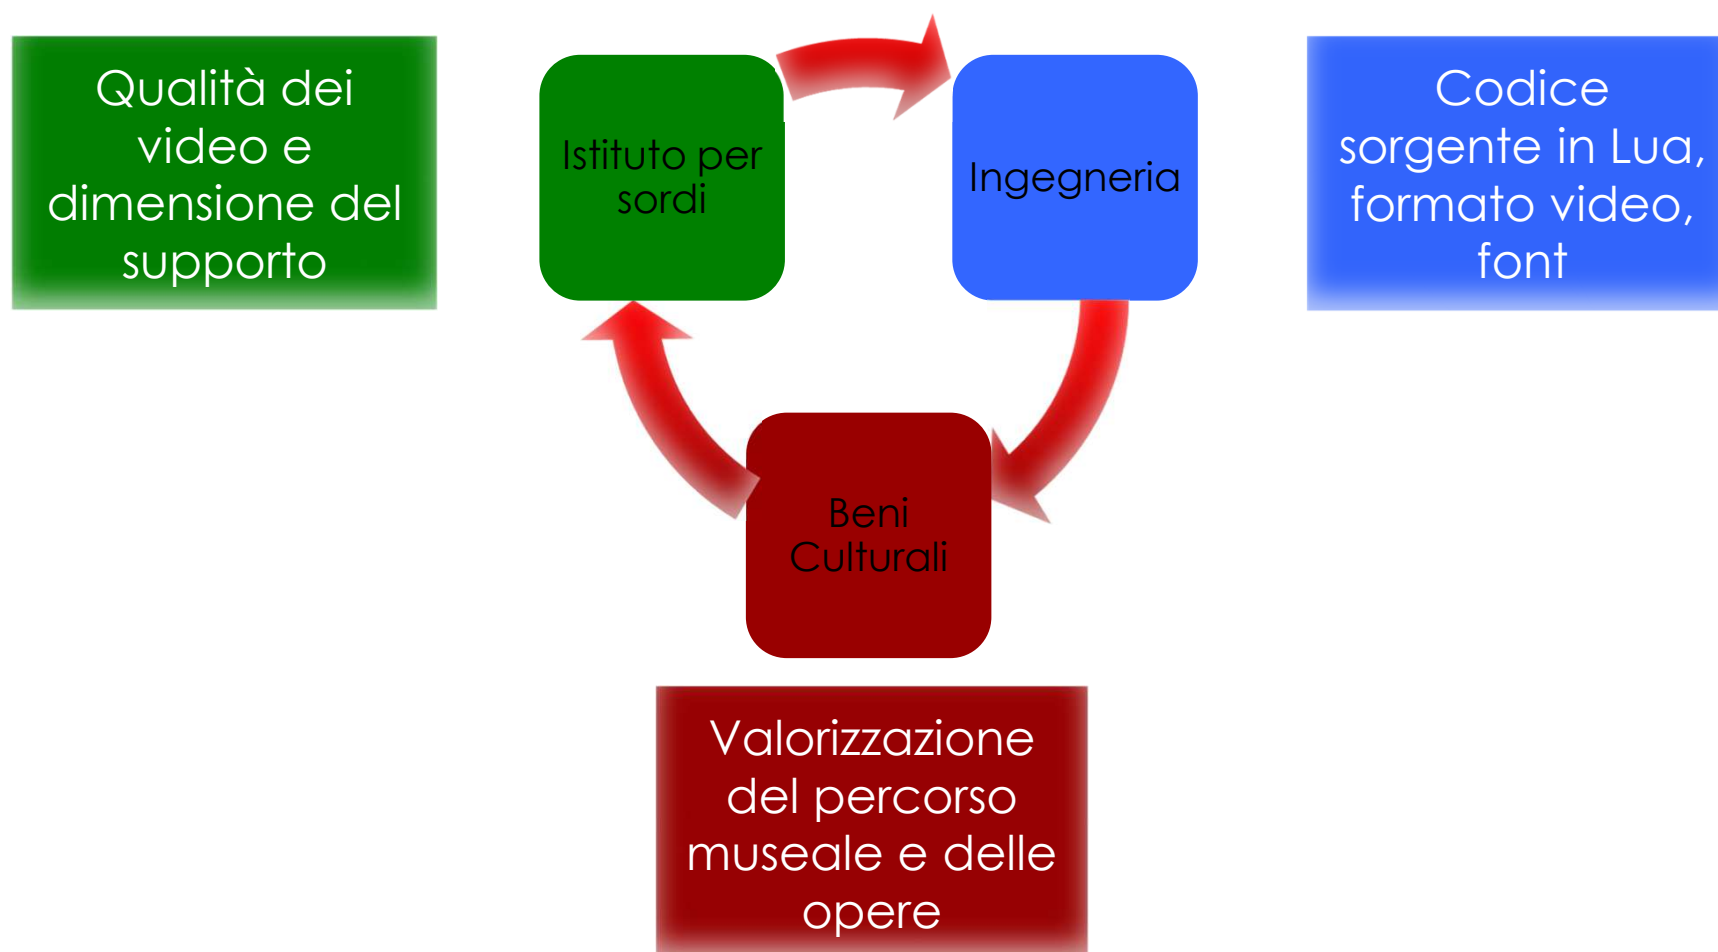 Qualità dei
video e
dimensione del
supporto
Istituto per
sordi
Ingegneria
Codice
sorgente in Lua,
formato video,
font
Beni
Culturali
Valorizzazione
del percorso
museale e delle
opere